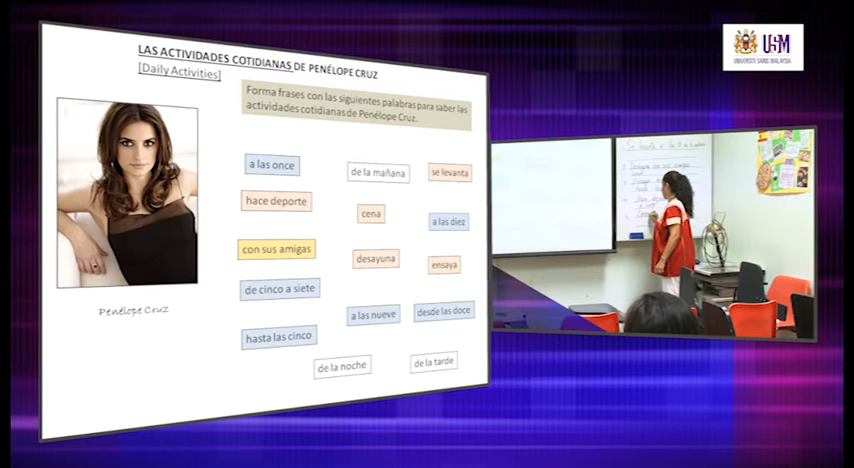 LAS ACTIVIDADES COTIDIANAS DE PENÉLOPE CRUZ
[Daily Activities]
Forma frases con las siguientes palabras para saber las
actividades cotidianas de Penélope Cruz.
a las once
de la mañana
se levanta
hace deporte
cena
a las diez
con sus amigas
desayuna
ensaya
de cinco a siete
a las nueve
desde las doce
hasta las cinco
de la noche
de la tarde
Penélope Cruz
USM
UNIVERSITI SAINS MALAYSIA
Se levanta a las